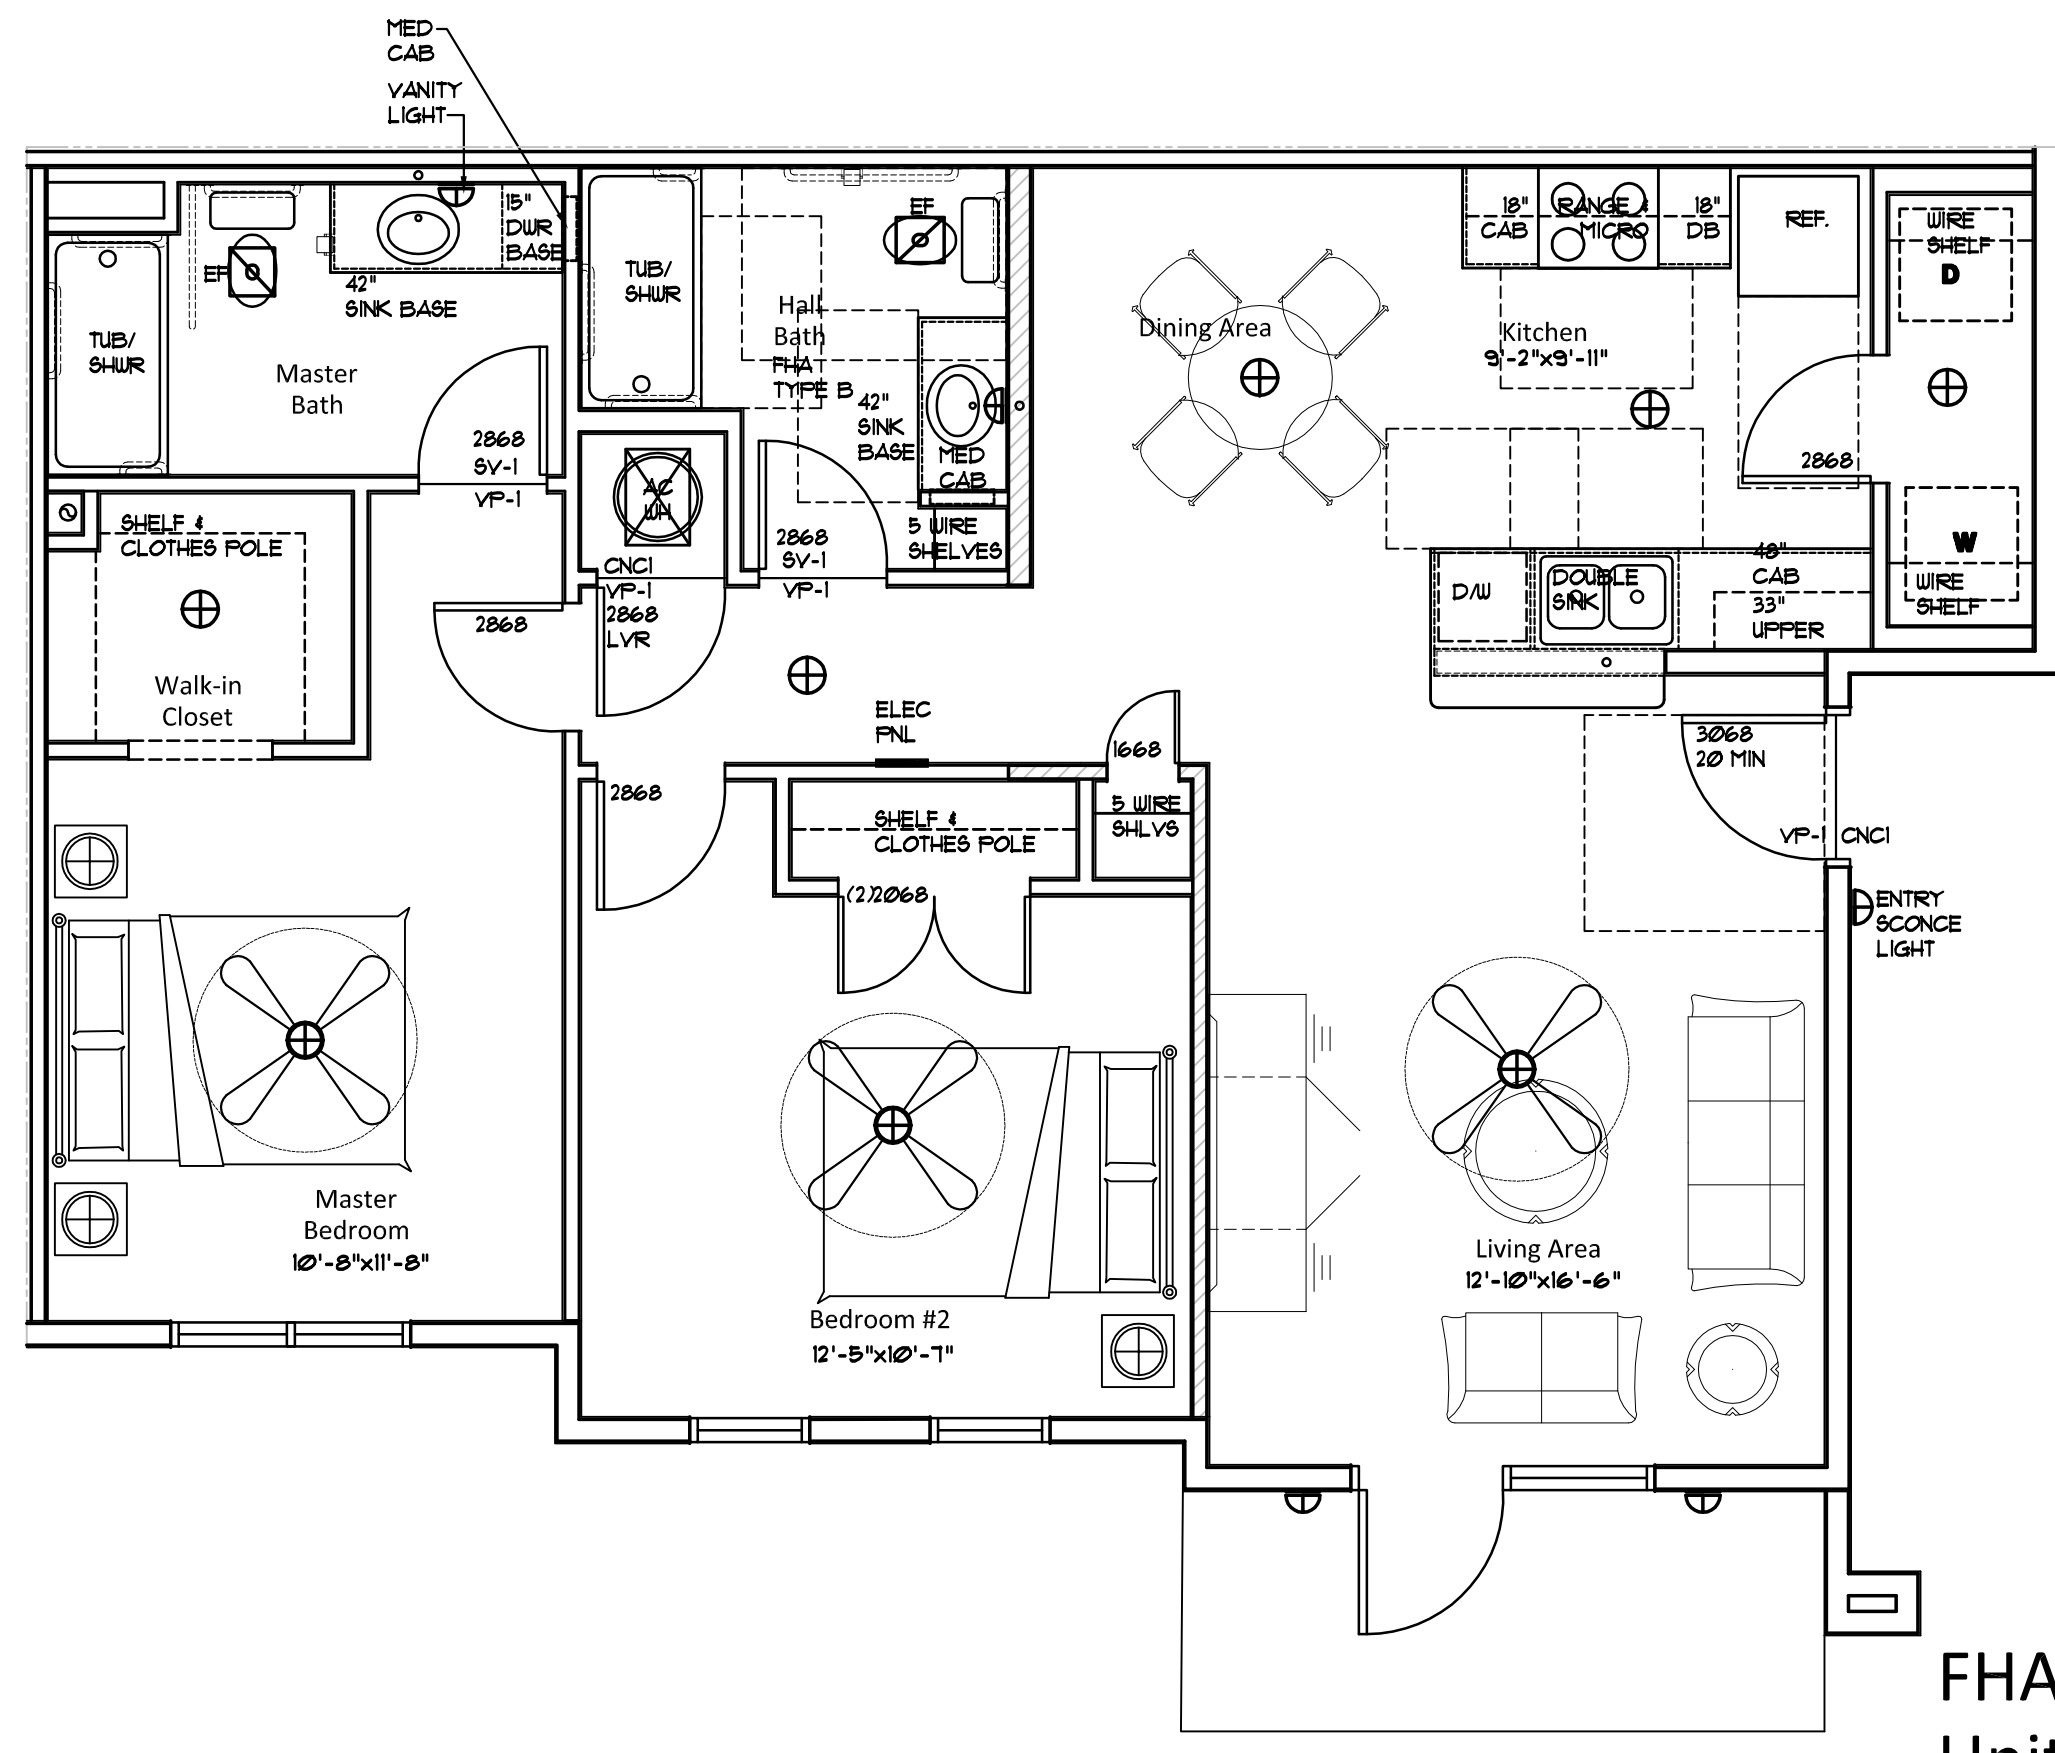 MED
CAB
VANITY
LIGHT
15"
DWR
BASE
EF
42"
SINK BASE
TUB/
SHWR
Master
Bath
2868
SV-1
VP-1
TUB/
SHWR
EF
Hall
Bath
FHA
TYPE B
42"
SINK
BASE
MED
CAB
AC
WH
2868
SV-1
VP-1
5 WIRE
SHELVES
CNC1
VP-1
2868
LVR
Dining Area
18"
CAB
RANGE &
MICRO
18"
DB
REF.
Kitchen
9'-2"x9'-11"
WIRE
SHELF
D
2868
W
WIRE
SHELF
D/W
DOUBLE
SINK
48"
CAB
33"
UPPER
SHELF &
CLOTHES POLE
2868
Walk-in
Closet
ELEC
PNL
1668
5 WIRE
SHLVS
2868
SHELF &
CLOTHES POLE
(2)2068
3068
20 MIN
VP-1
CNC1
ENTRY
SCONCE
LIGHT
Master
Bedroom
10'-8"x11'-8"
Bedroom #2
12'-5"x10'-7"
Living Area
12'-10"x16'-6"
FHA